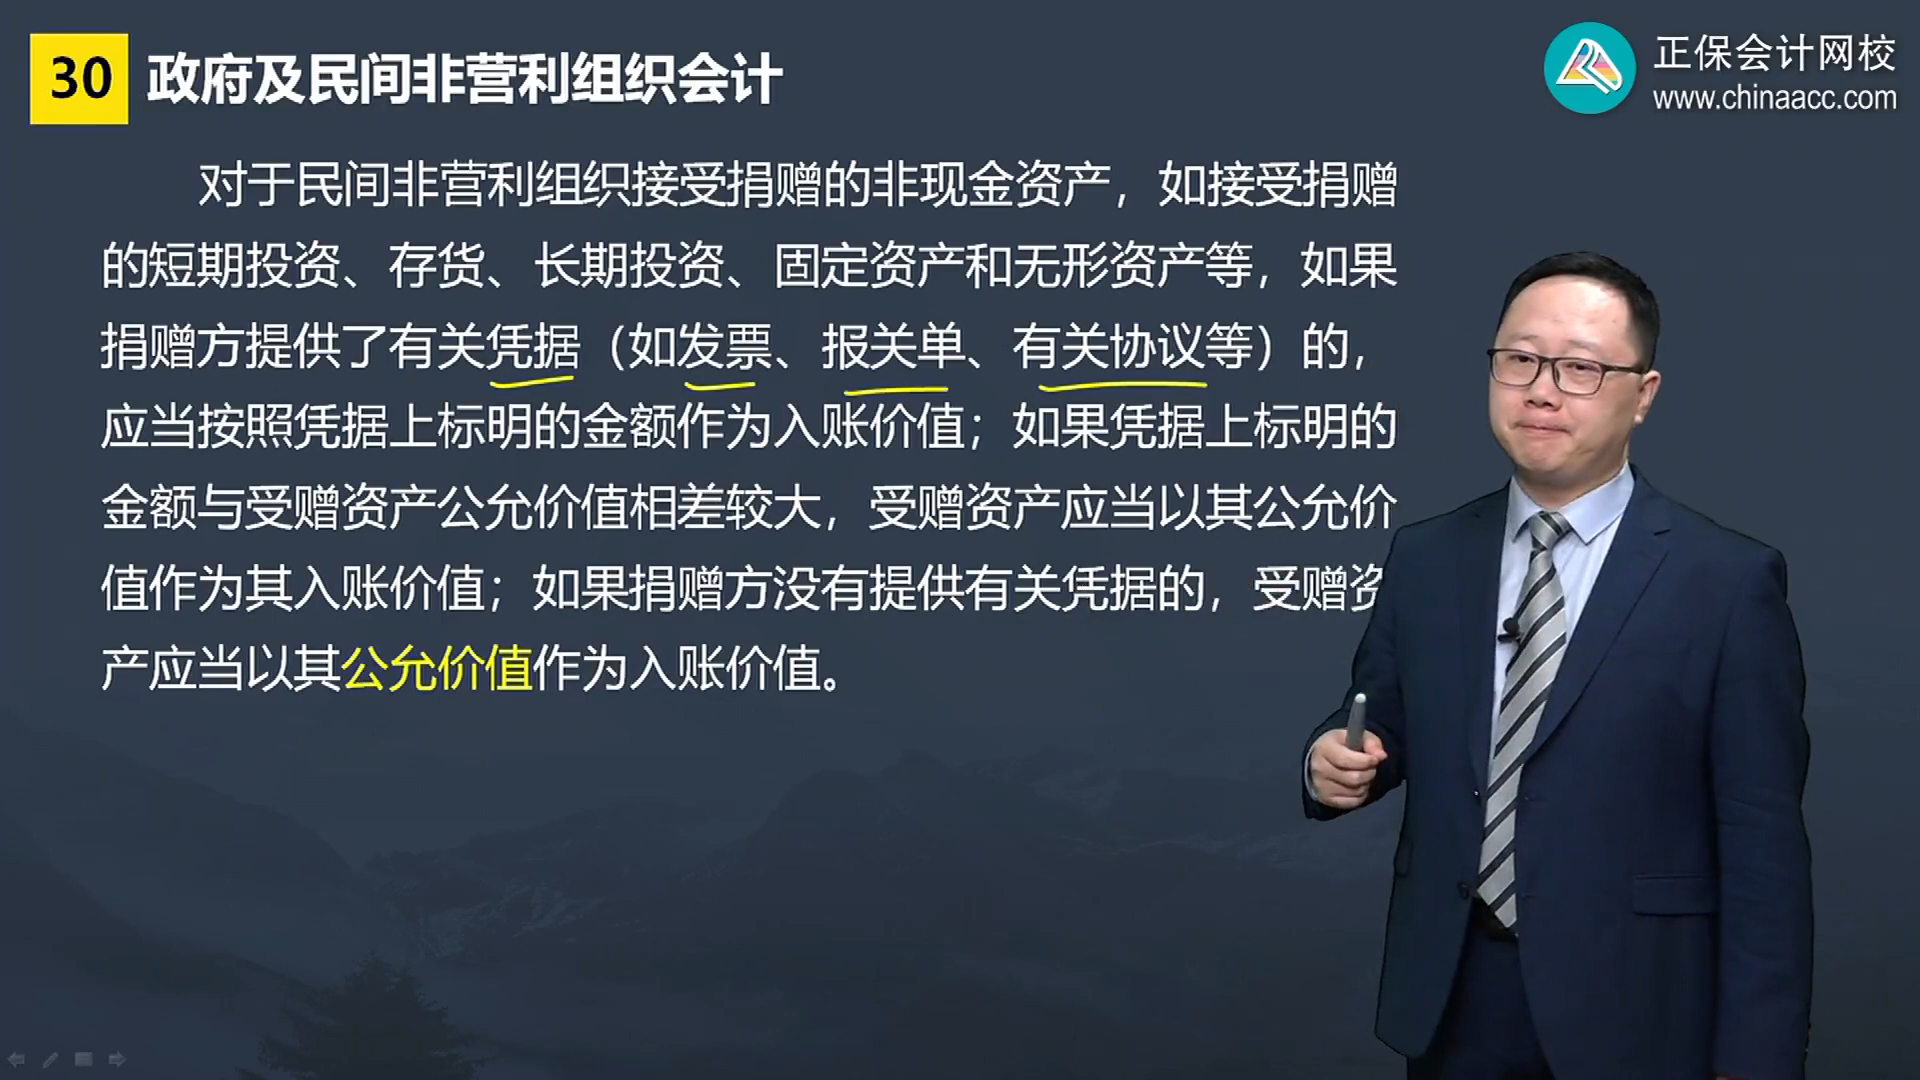 30 政府及民间非营利组织会计
正保会计网校
www.chinaacc.com
对于民间非营利组织接受捐赠的非现金资产，如接受捐赠
的短期投资、存货、长期投资、固定资产和无形资产等，如果
捐赠方提供了有关凭据（如发票、报关单、有关协议等）的，
应当按照凭据上标明的金额作为入账价值；如果凭据上标明的
金额与受赠资产公允价值相差较大，受赠资产应当以其公允价
值作为其入账价值；如果捐赠方没有提供有关凭据的，受赠资
产应当以其公允价值作为入账价值。